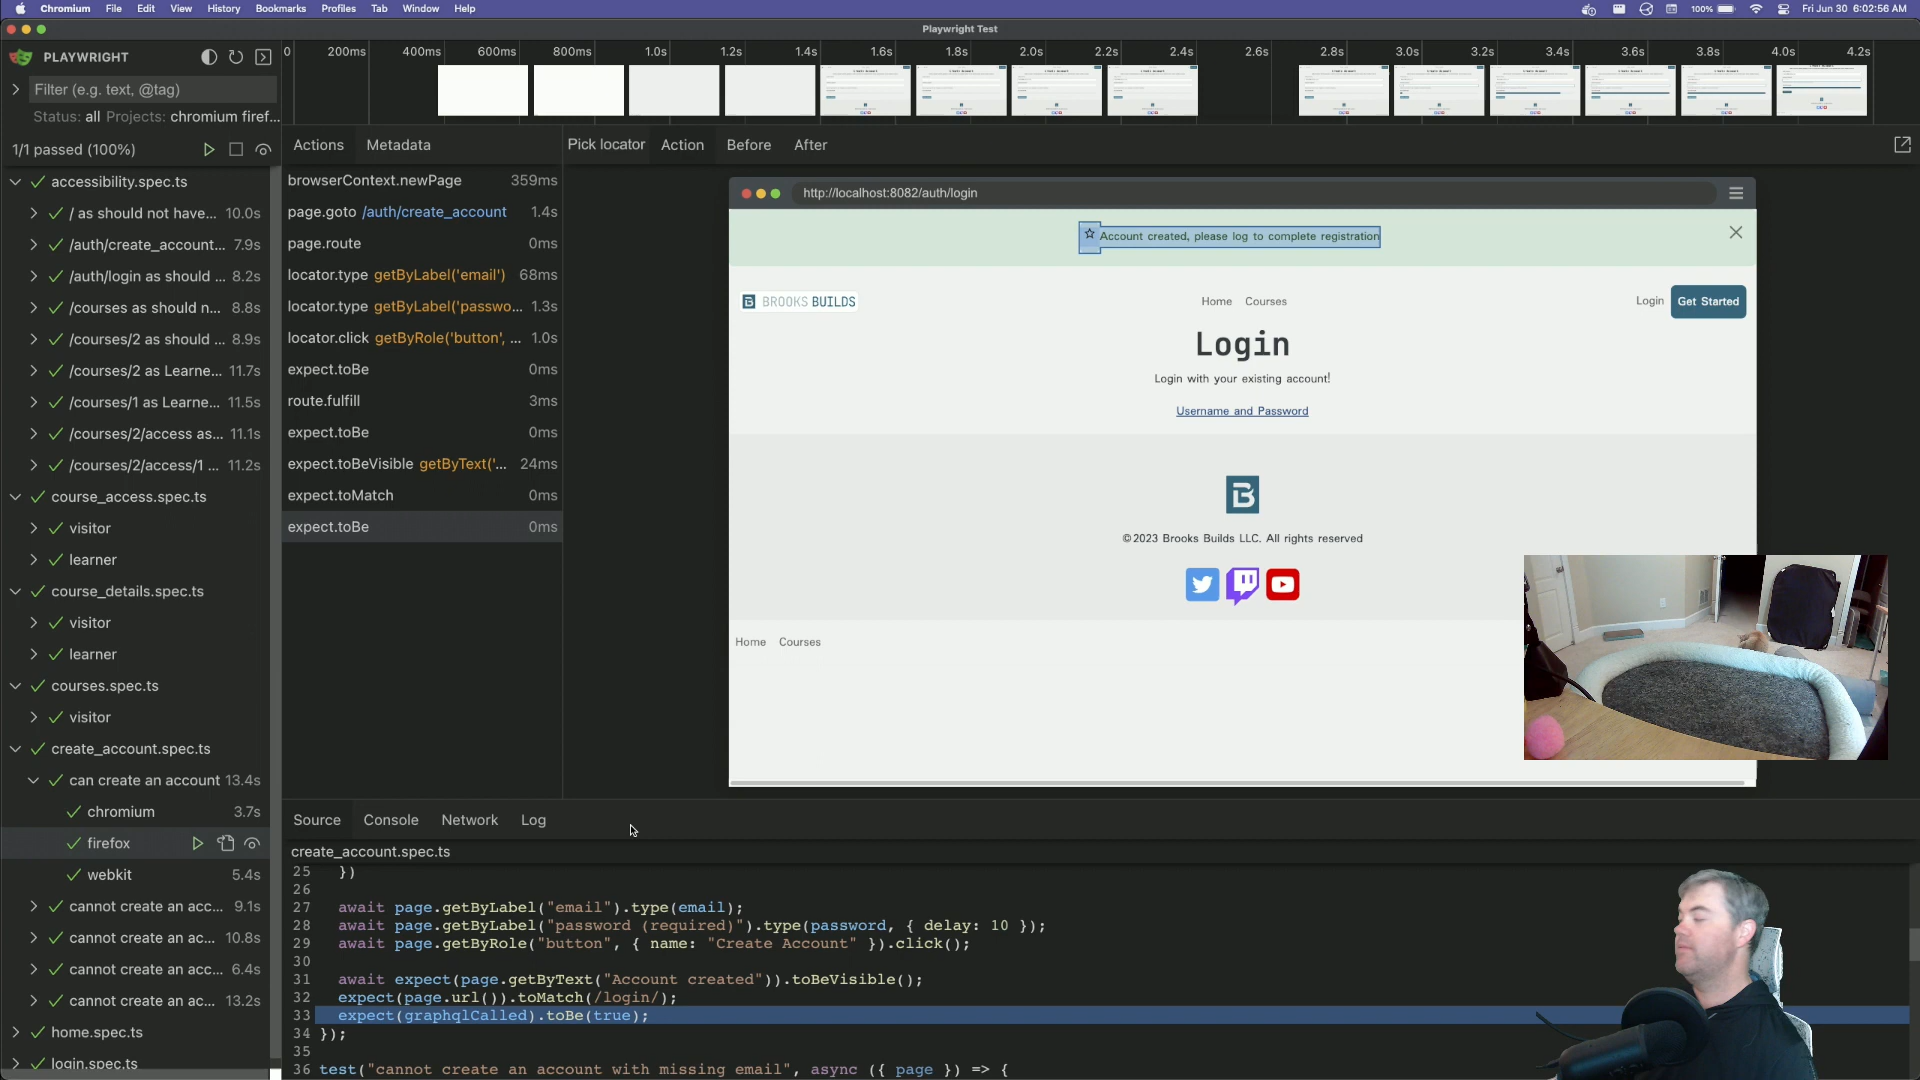 Chromium File Edit View History Bookmarks Profiles Tab Window Help 100% Fri Jun 30 6:02:56 AM
Playwright Test
PLAYWRIGHT
Filter (e.g. text, @tag)
Status: all Projects: chromium firef...
1/1 passed (100%)
accessibility.spec.ts
/ as should not have... 10.0s
/auth/create_account... 7.9s
/auth/login as should ... 8.2s
/courses as should n... 8.8s
/courses/2 as should ... 8.9s
/courses/2 as Learne... 11.7s
/courses/1 as Learne... 11.5s
/courses/2/access as... 11.1s
/courses/2/access/1 ... 11.2s
course_access.spec.ts
visitor
learner
course_details.spec.ts
visitor
learner
courses.spec.ts
visitor
create_account.spec.ts
can create an account 13.4s
chromium 3.7s
firefox
webkit 5.4s
cannot create an acc... 9.1s
cannot create an ac... 10.8s
cannot create an acc... 6.4s
cannot create an ac... 13.2s
home.spec.ts
login.spec.ts
0 200ms 400ms 600ms 800ms 1.0s 1.2s 1.4s 1.6s 1.8s 2.0s 2.2s 2.4s 2.6s 2.8s 3.0s 3.2s 3.4s 3.6s 3.8s 4.0s 4.2s
Actions Metadata
browserContext.newPage 359ms
page.goto /auth/create_account 1.4s
page.route 0ms
locator.type getByLabel('email') 68ms
locator.type getByLabel('passwo... 1.3s
locator.click getByRole('button', ... 1.0s
expect.toBe 0ms
route.fulfill 3ms
expect.toBe 0ms
expect.toBeVisible getByText('... 24ms
expect.toMatch 0ms
expect.toBe 0ms
Pick locator Action Before After
http://localhost:8082/auth/login
Account created, please log to complete registration
BROOKS BUILDS Home Courses Login Get Started
Login
Login with your existing account!
Username and Password
©2023 Brooks Builds LLC. All rights reserved
Home Courses
Source Console Network Log
create_account.spec.ts
25 })
26
27 await page.getByLabel("email").type(email);
28 await page.getByLabel("password (required)").type(password, { delay: 10 });
29 await page.getByRole("button", { name: "Create Account" }).click();
30
31 await expect(page.getByText("Account created")).toBeVisible();
32 expect(page.url()).toMatch(/login/);
33 expect(graphqlCalled).toBe(true);
34 });
35
36 test("cannot create an account with missing email", async ({ page }) => {